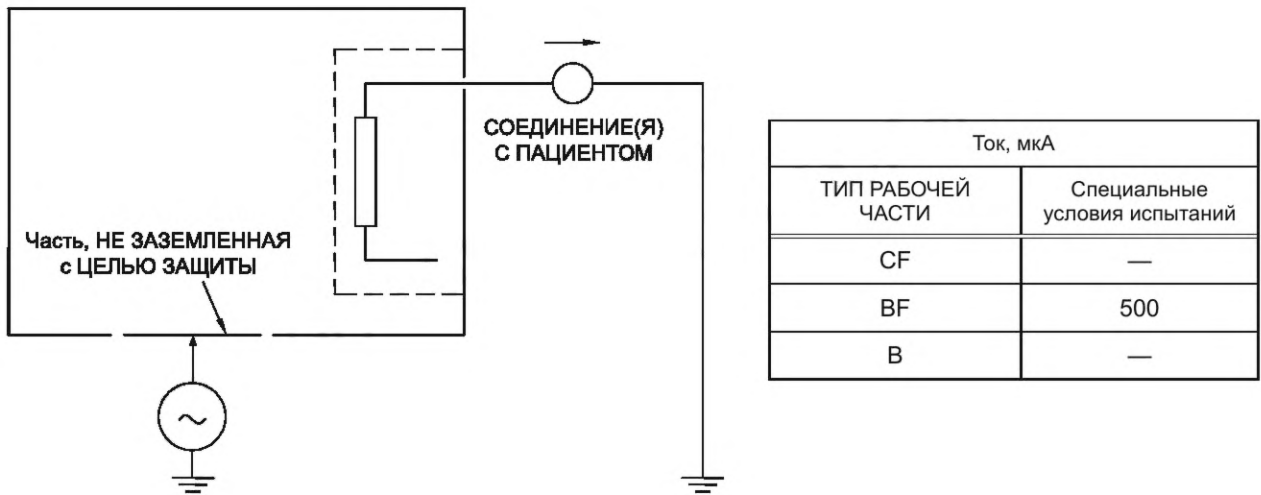 СОЕДИНЕНИЕ(Я)
С ПАЦИЕНТОМ
Часть, НЕ ЗАЗЕМЛЕННАЯ
с ЦЕЛЬЮ ЗАЩИТЫ
Ток, мкА
ТИП РАБОЧЕЙ
ЧАСТИ
Специальные
условия испытаний
CF —
BF 500
B —